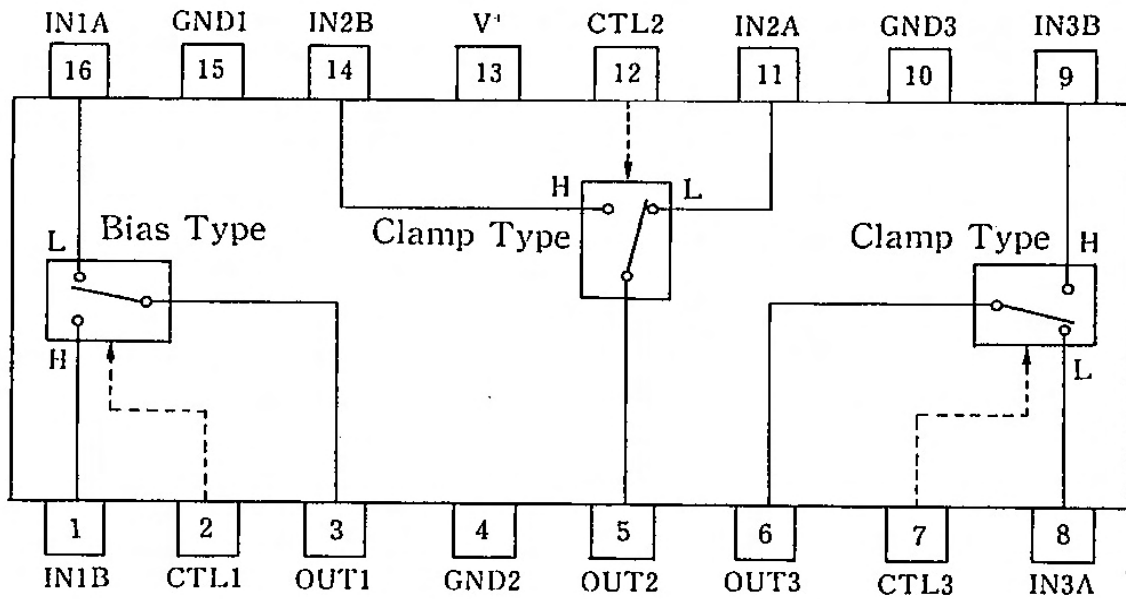 IN1A GND1 IN2B V+ CTL2 IN2A GND3 IN3B
16 15 14 13 12 11 10 9
H L
L Bias Type Clamp Type Clamp Type H
H L
1 2 3 4 5 6 7 8
IN1B CTL1 OUT1 GND2 OUT2 OUT3 CTL3 IN3A